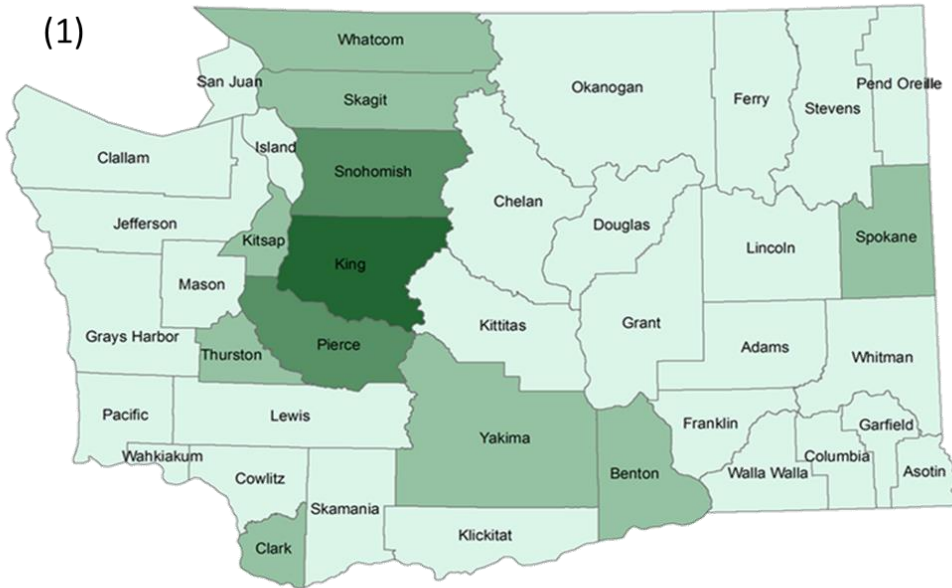 (1)
Whatcom
San Juan
Skagit
Okanogan
Ferry
Stevens
Pend Oreille
Island
Clallam
Snohomish
Chelan
Douglas
Jefferson
Kitsap
King
Lincoln
Spokane
Mason
Grays Harbor
Thurston
Pierce
Kittitas
Grant
Adams
Whitman
Pacific
Lewis
Yakima
Franklin
Garfield
Wahkiakum
Cowlitz
Skamania
Benton
Walla Walla
Columbia
Asotin
Clark
Klickitat